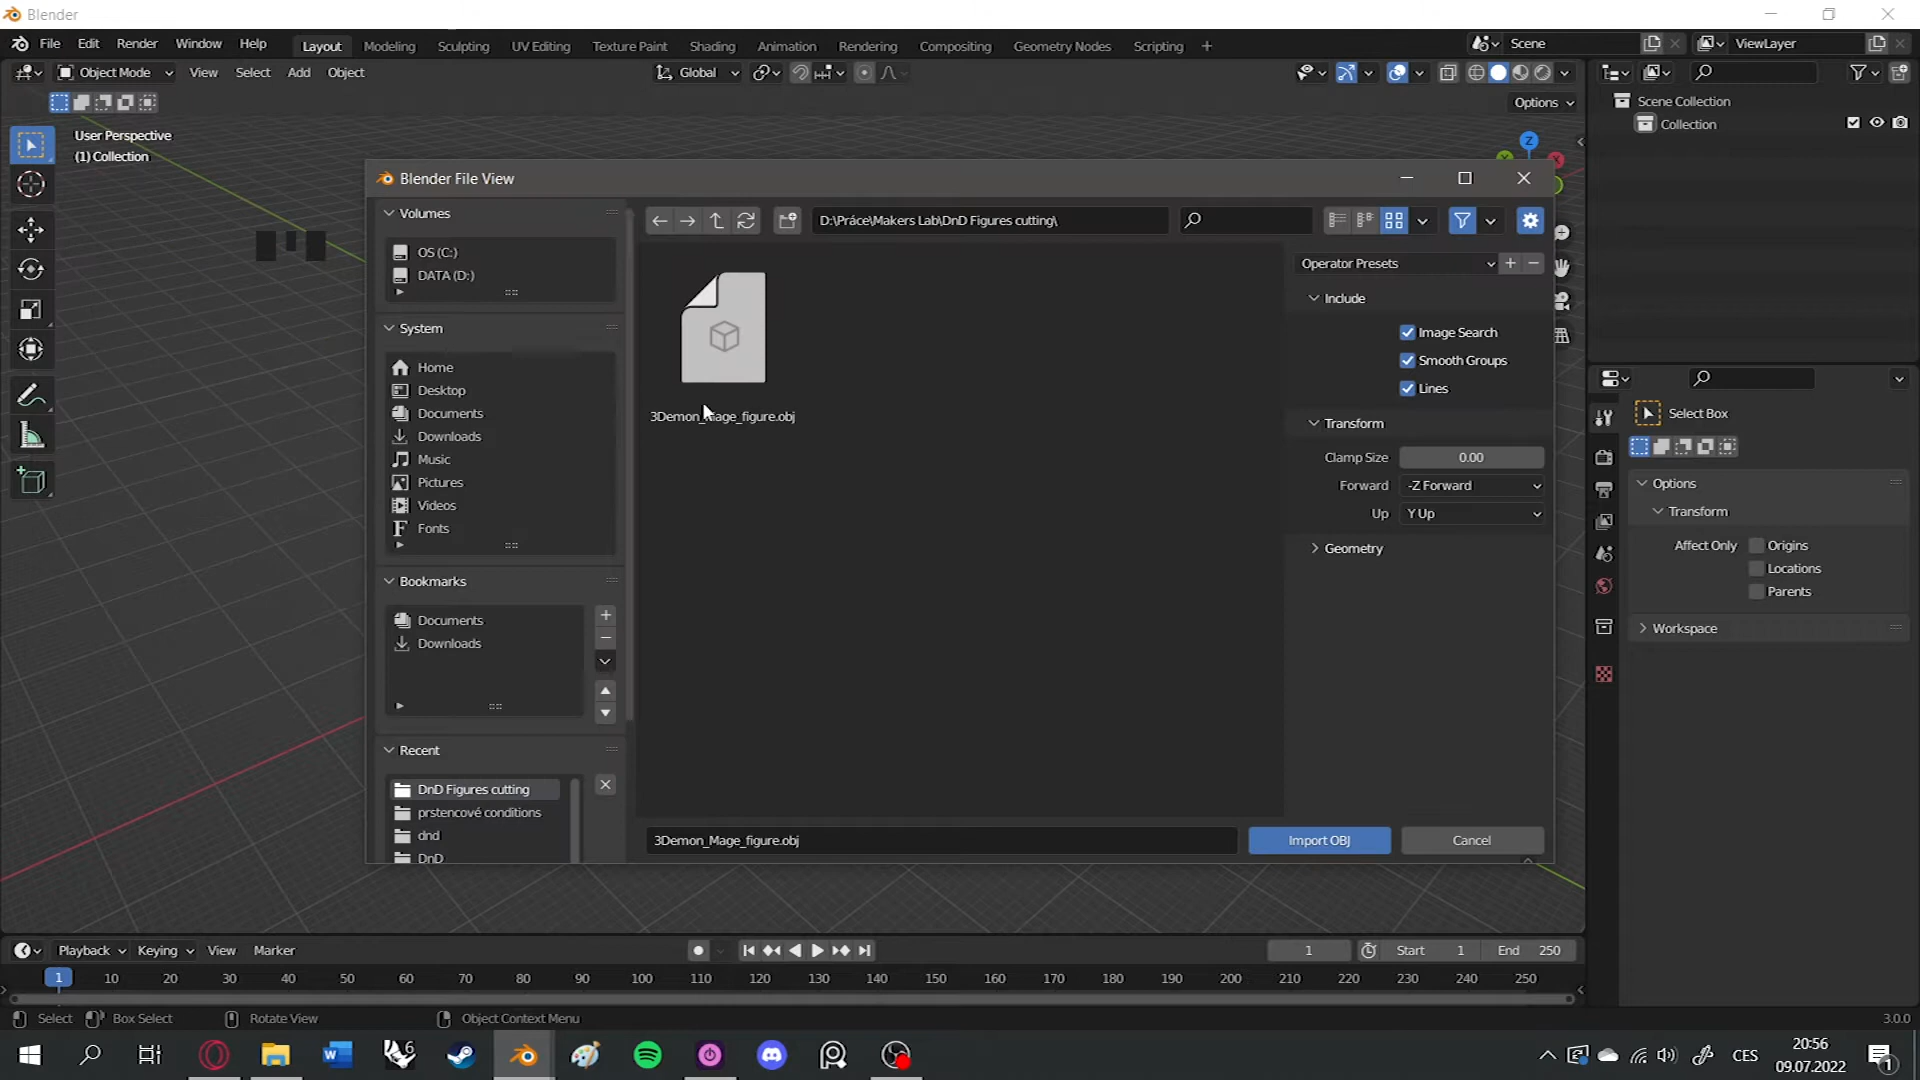 Blender
File Edit Render Window Help Layout Modeling Sculpting UV Editing Texture Paint Shading Animation Rendering Compositing Geometry Nodes Scripting + Scene ViewLayer
Object Mode View Select Add Object Global
Options
User Perspective
(1) Collection
Z
Scene Collection
Collection
Blender File View
Volumes
OS (C:)
DATA (D:)
System
Home
Desktop
Documents
Downloads
Music
Pictures
Videos
Fonts
Bookmarks
Documents
Downloads
Recent
DnD Figures cutting
prstencové conditions
dnd
DnD
D:\Práce\Makers Lab\DnD Figures cutting\
3Demon_Mage_figure.obj
Operator Presets
Include
Image Search
Smooth Groups
Lines
Transform
Clamp Size 0.00
Forward -Z Forward
Up Y Up
Geometry
3Demon_Mage_figure.obj Import OBJ Cancel
Select Box
Options
Transform
Affect Only Origins
Locations
Parents
Workspace
Playback Keying View Marker 1 Start 1 End 250
1 10 20 30 40 50 60 70 80 90 100 110 120 130 140 150 160 170 180 190 200 210 220 230 240 250
Select Box Select Rotate View Object Context Menu 3.0.0
6 CES 20:56
09.07.2022
1